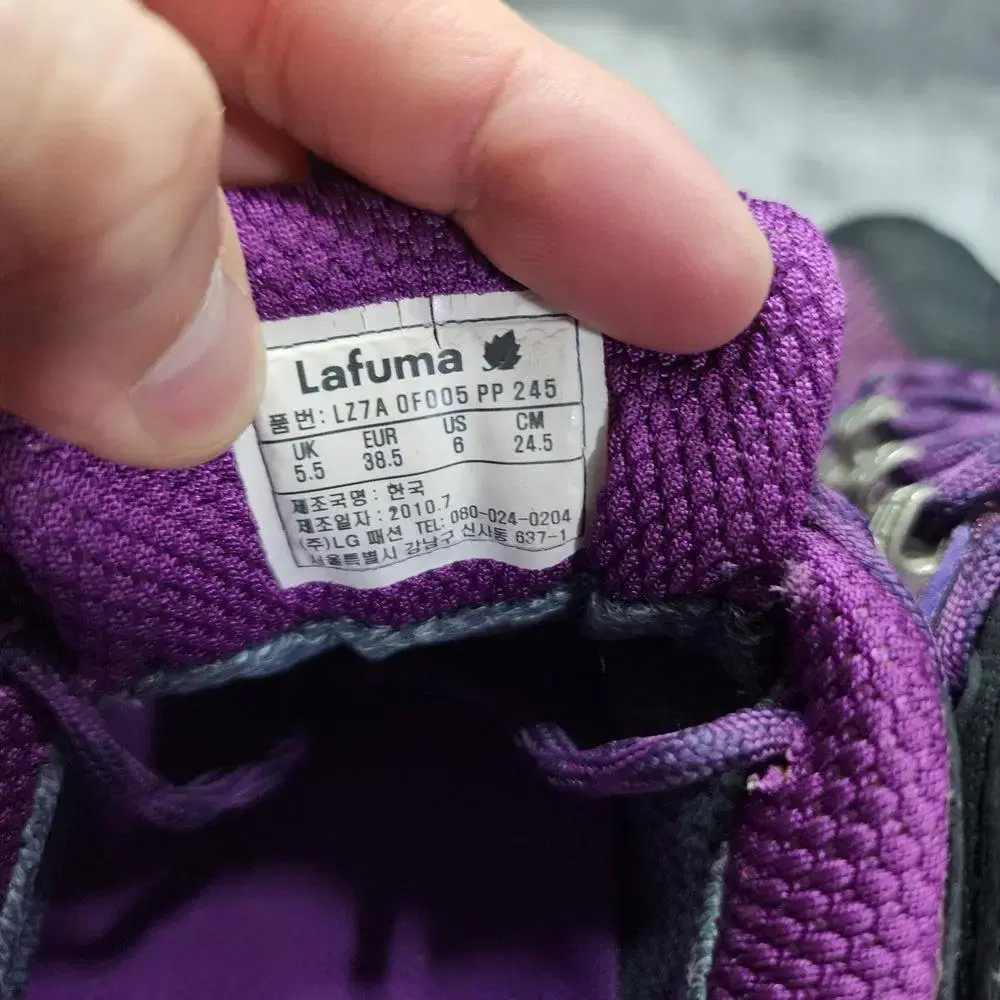 Lafuma
품번: LZ7A 0F005 PP 245
UK EUR US CM
5.5 38.5 6 24.5
제조국명 : 한국
제조일자 : 2010.7
(주)LG 패션 TEL: 080-024-0204
서울특별시 강남구 신사동 637-1